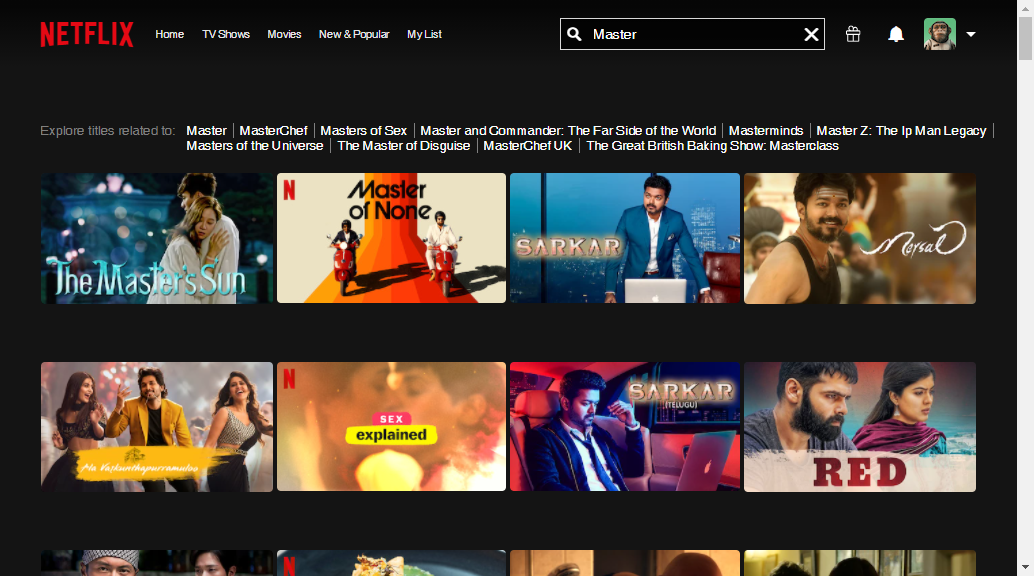 NETFLIX Home TV Shows Movies New & Popular My List Master
Explore titles related to: Master | MasterChef | Masters of Sex | Master and Commander: The Far Side of the World | Masterminds | Master Z: The Ip Man Legacy |
Masters of the Universe | The Master of Disguise | MasterChef UK | The Great British Baking Show: Masterclass
The Master's Sun
N
Master
of None
SARKAR
Mersal
Ala Vaikunthapurramuloo
N
SEX
explained
SARKAR
(TELUGU)
RED
N